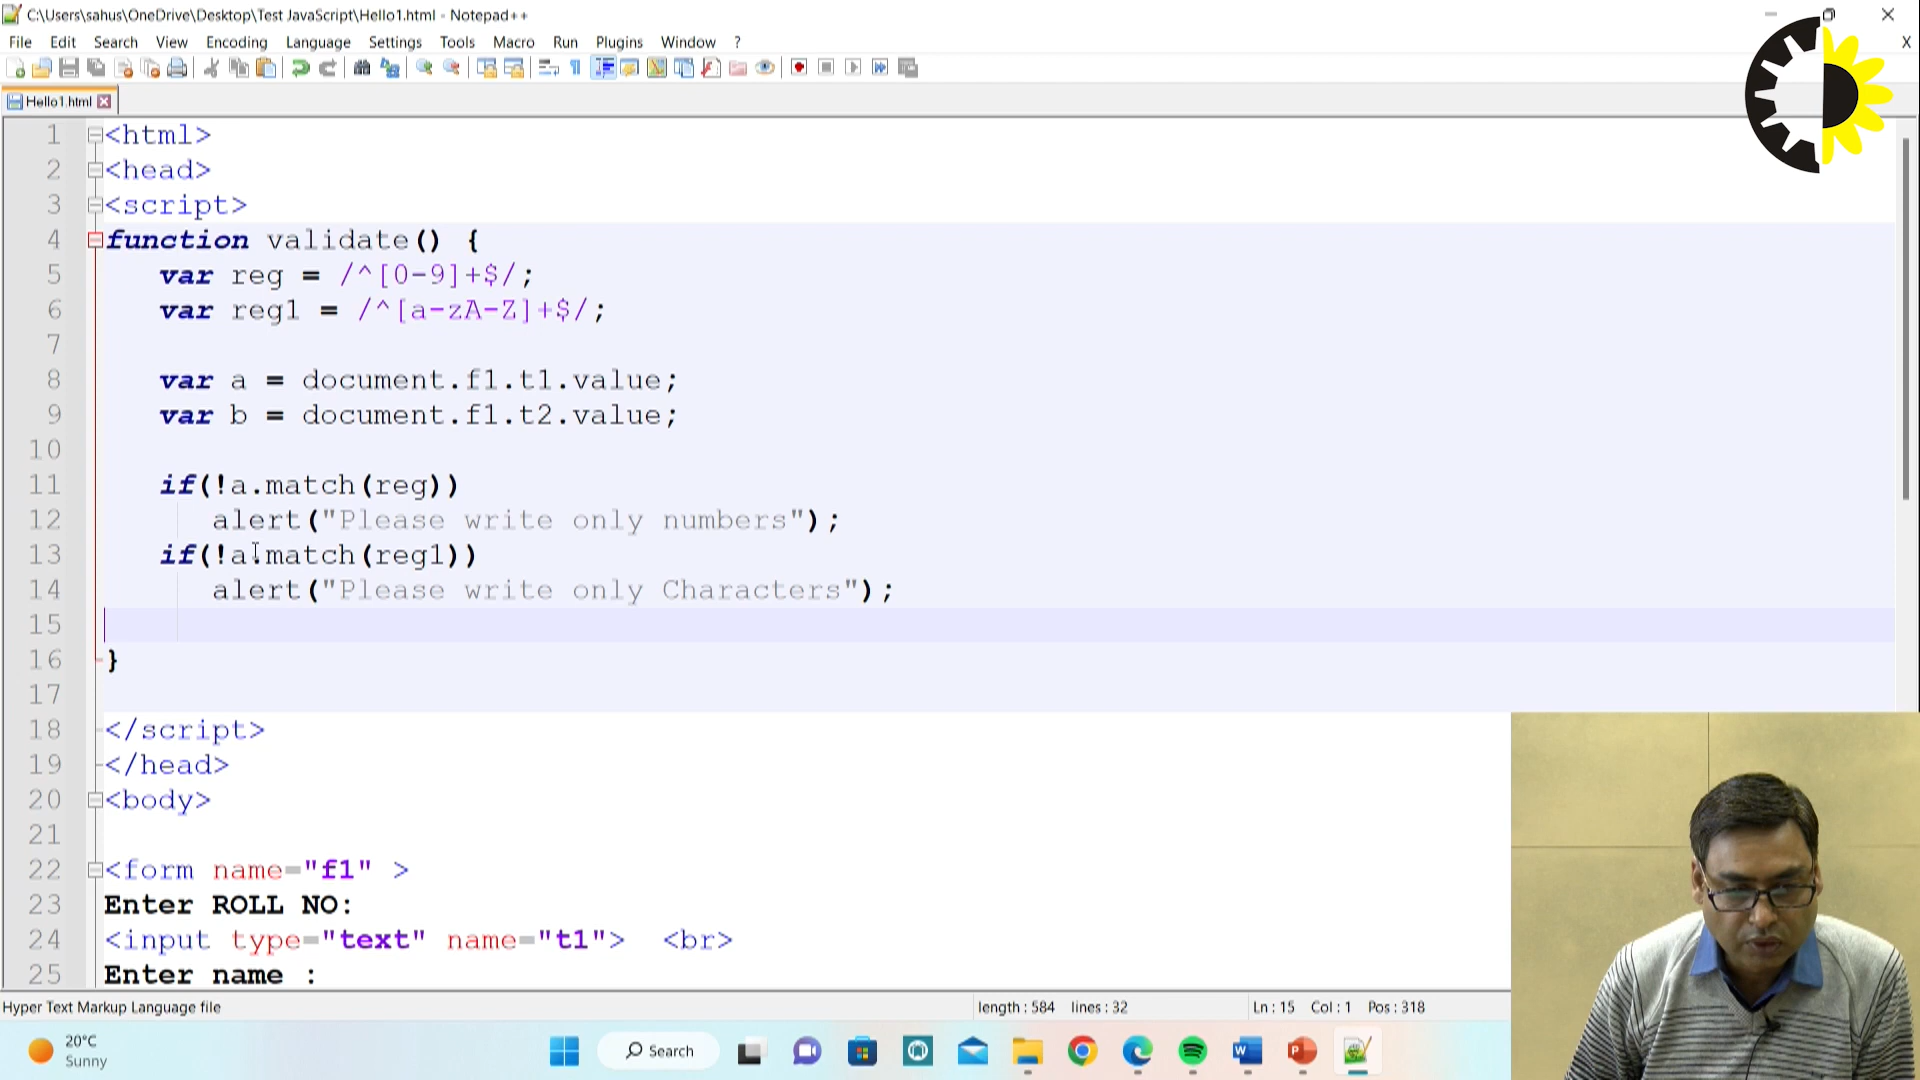 C:\Users\sahus\OneDrive\Desktop\Test JavaScript\Hello1.html - Notepad++
File Edit Search View Encoding Language Settings Tools Macro Run Plugins Window ? X
Hello1.html
1 <html>
2 <head>
3 <script>
4 function validate() {
5 var reg = /^[0-9]+$/;
6 var reg1 = /^[a-zA-Z]+$/;
7
8 var a = document.f1.t1.value;
9 var b = document.f1.t2.value;
10
11 if(!a.match(reg))
12 alert("Please write only numbers");
13 if(!a.match(reg1))
14 alert("Please write only Characters");
15
16 }
17
18 </script>
19 </head>
20 <body>
21
22 <form name="f1" >
23 Enter ROLL NO:
24 <input type="text" name="t1"> <br>
25 Enter name :
Hyper Text Markup Language file length : 584 lines : 32 Ln : 15 Col : 1 Pos : 318
20°C
Sunny
Search